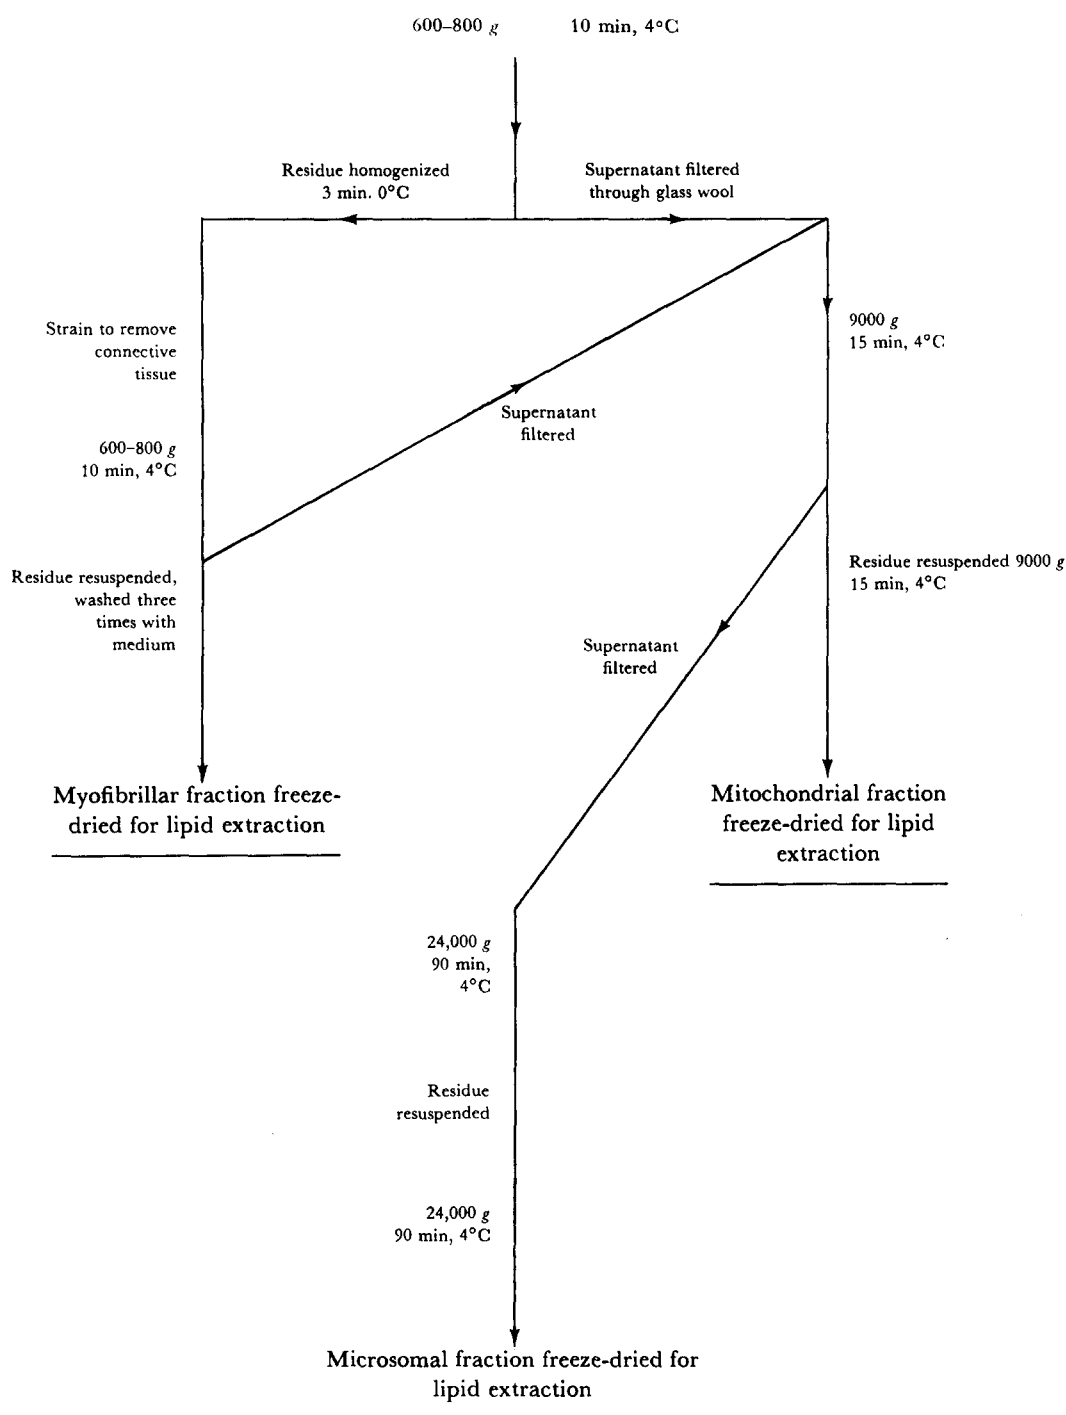 600–800 g 10 min, 4°C
Residue homogenized
3 min. 0°C
Supernatant filtered
through glass wool
Strain to remove
connective
tissue
9000 g
15 min, 4°C
Supernatant
filtered
600–800 g
10 min, 4°C
Residue resuspended,
washed three
times with
medium
Residue resuspended 9000 g
15 min, 4°C
Supernatant
filtered
Myofibrillar fraction freeze-
dried for lipid extraction
Mitochondrial fraction
freeze-dried for lipid
extraction
24,000 g
90 min,
4°C
Residue
resuspended
24,000 g
90 min, 4°C
Microsomal fraction freeze-dried for
lipid extraction